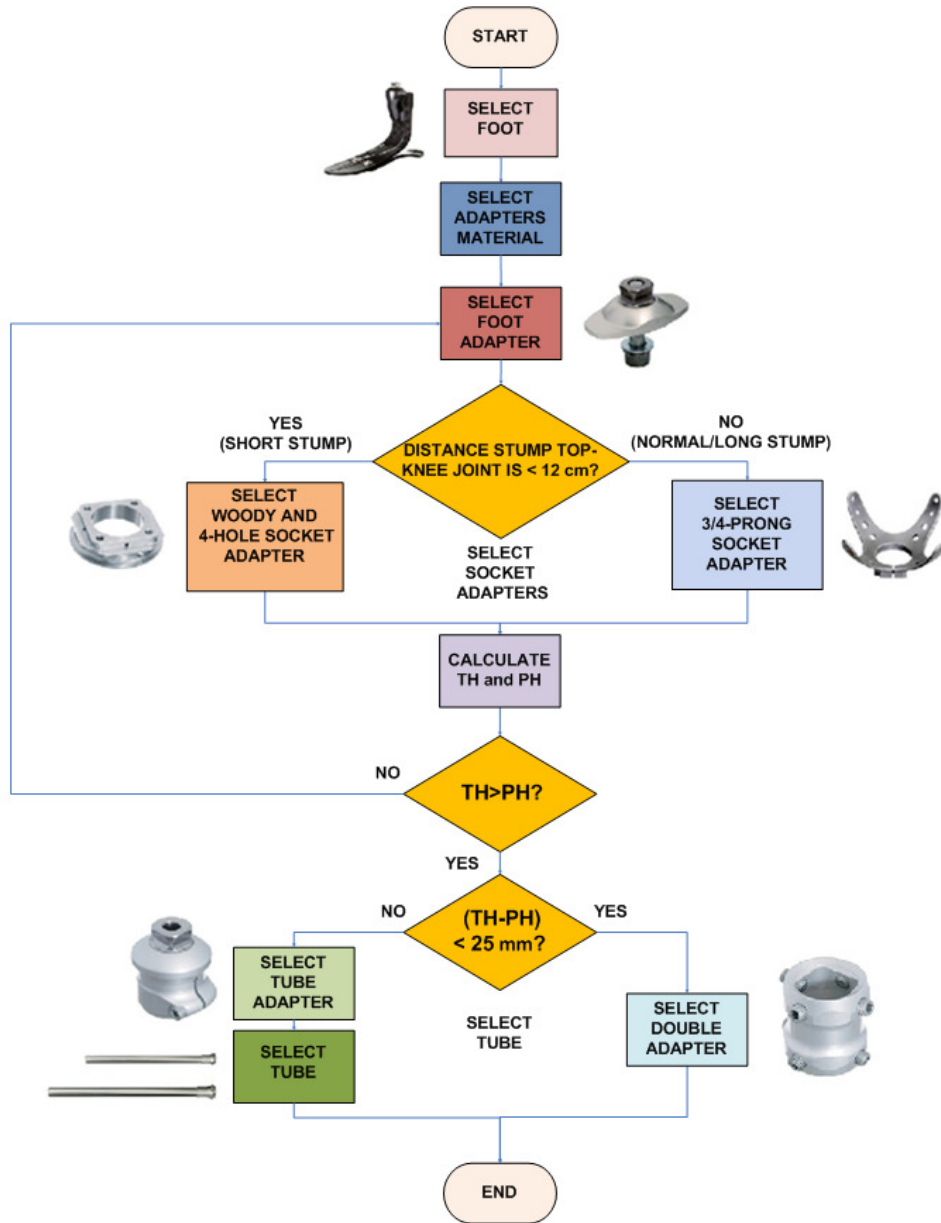 START
SELECT
FOOT
SELECT
ADAPTERS
MATERIAL
SELECT
FOOT
ADAPTER
YES
(SHORT STUMP)
NO
(NORMAL/LONG STUMP)
DISTANCE STUMP TOP-
KNEE JOINT IS < 12 cm?
SELECT
WOODY AND
4-HOLE SOCKET
ADAPTER
SELECT
SOCKET
ADAPTERS
SELECT
3/4-PRONG
SOCKET
ADAPTER
CALCULATE
TH and PH
NO
TH>PH?
YES
NO
(TH-PH)
< 25 mm?
YES
SELECT
TUBE
ADAPTER
SELECT
TUBE
SELECT
TUBE
SELECT
DOUBLE
ADAPTER
END